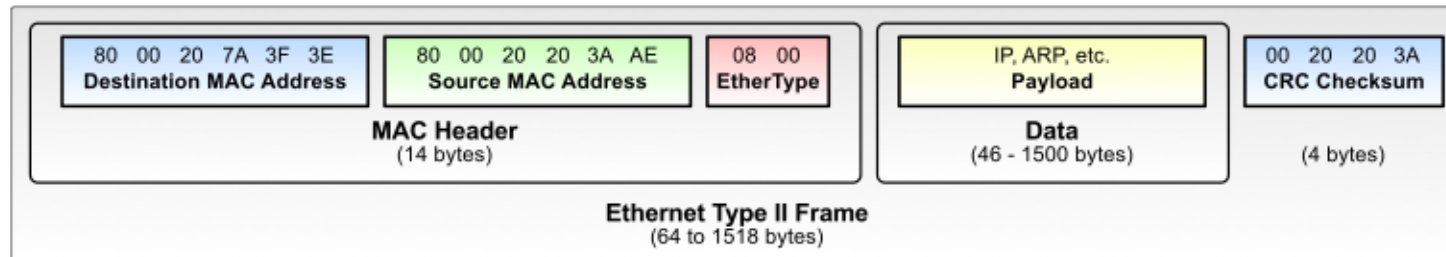 80 00 20 7A 3F 3E
Destination MAC Address
80 00 20 20 3A AE
Source MAC Address
08 00
EtherType
IP, ARP, etc.
Payload
00 20 20 3A
CRC Checksum
MAC Header
(14 bytes)
Data
(46 - 1500 bytes)
(4 bytes)
Ethernet Type II Frame
(64 to 1518 bytes)